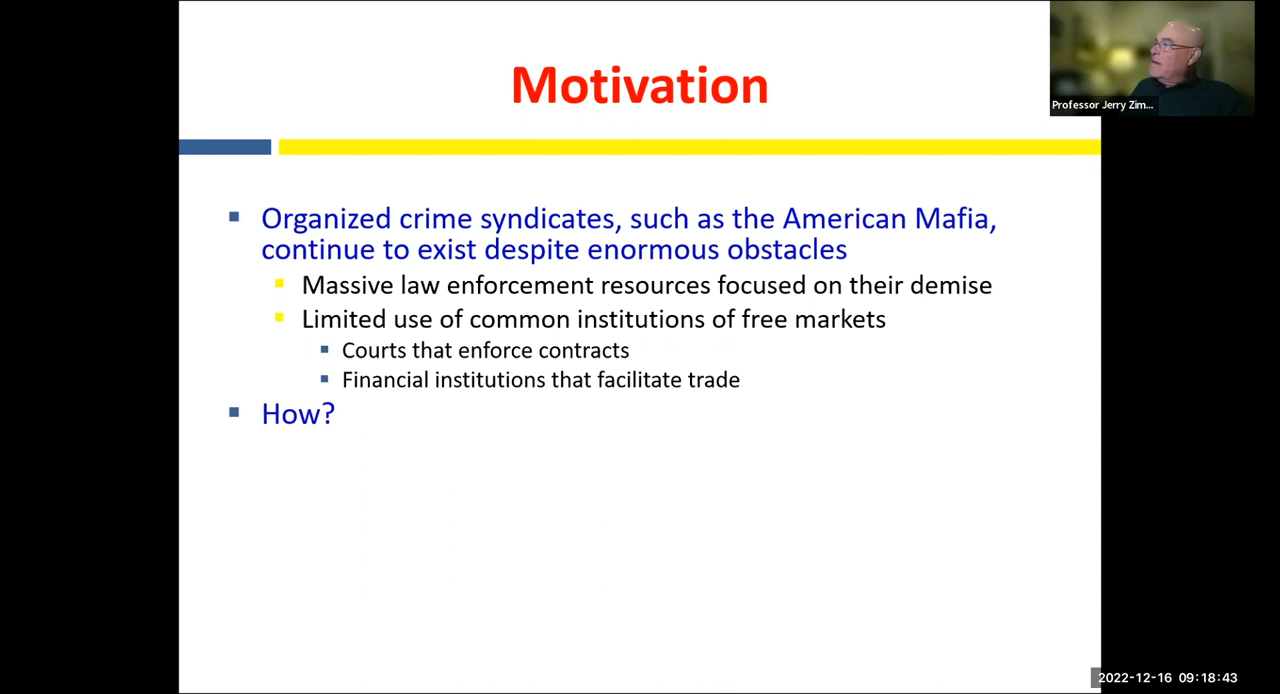 Motivation
Professor Jerry Zim...
Organized crime syndicates, such as the American Mafia,
continue to exist despite enormous obstacles
Massive law enforcement resources focused on their demise
Limited use of common institutions of free markets
Courts that enforce contracts
Financial institutions that facilitate trade
How?
2022-12-16 09:18:43